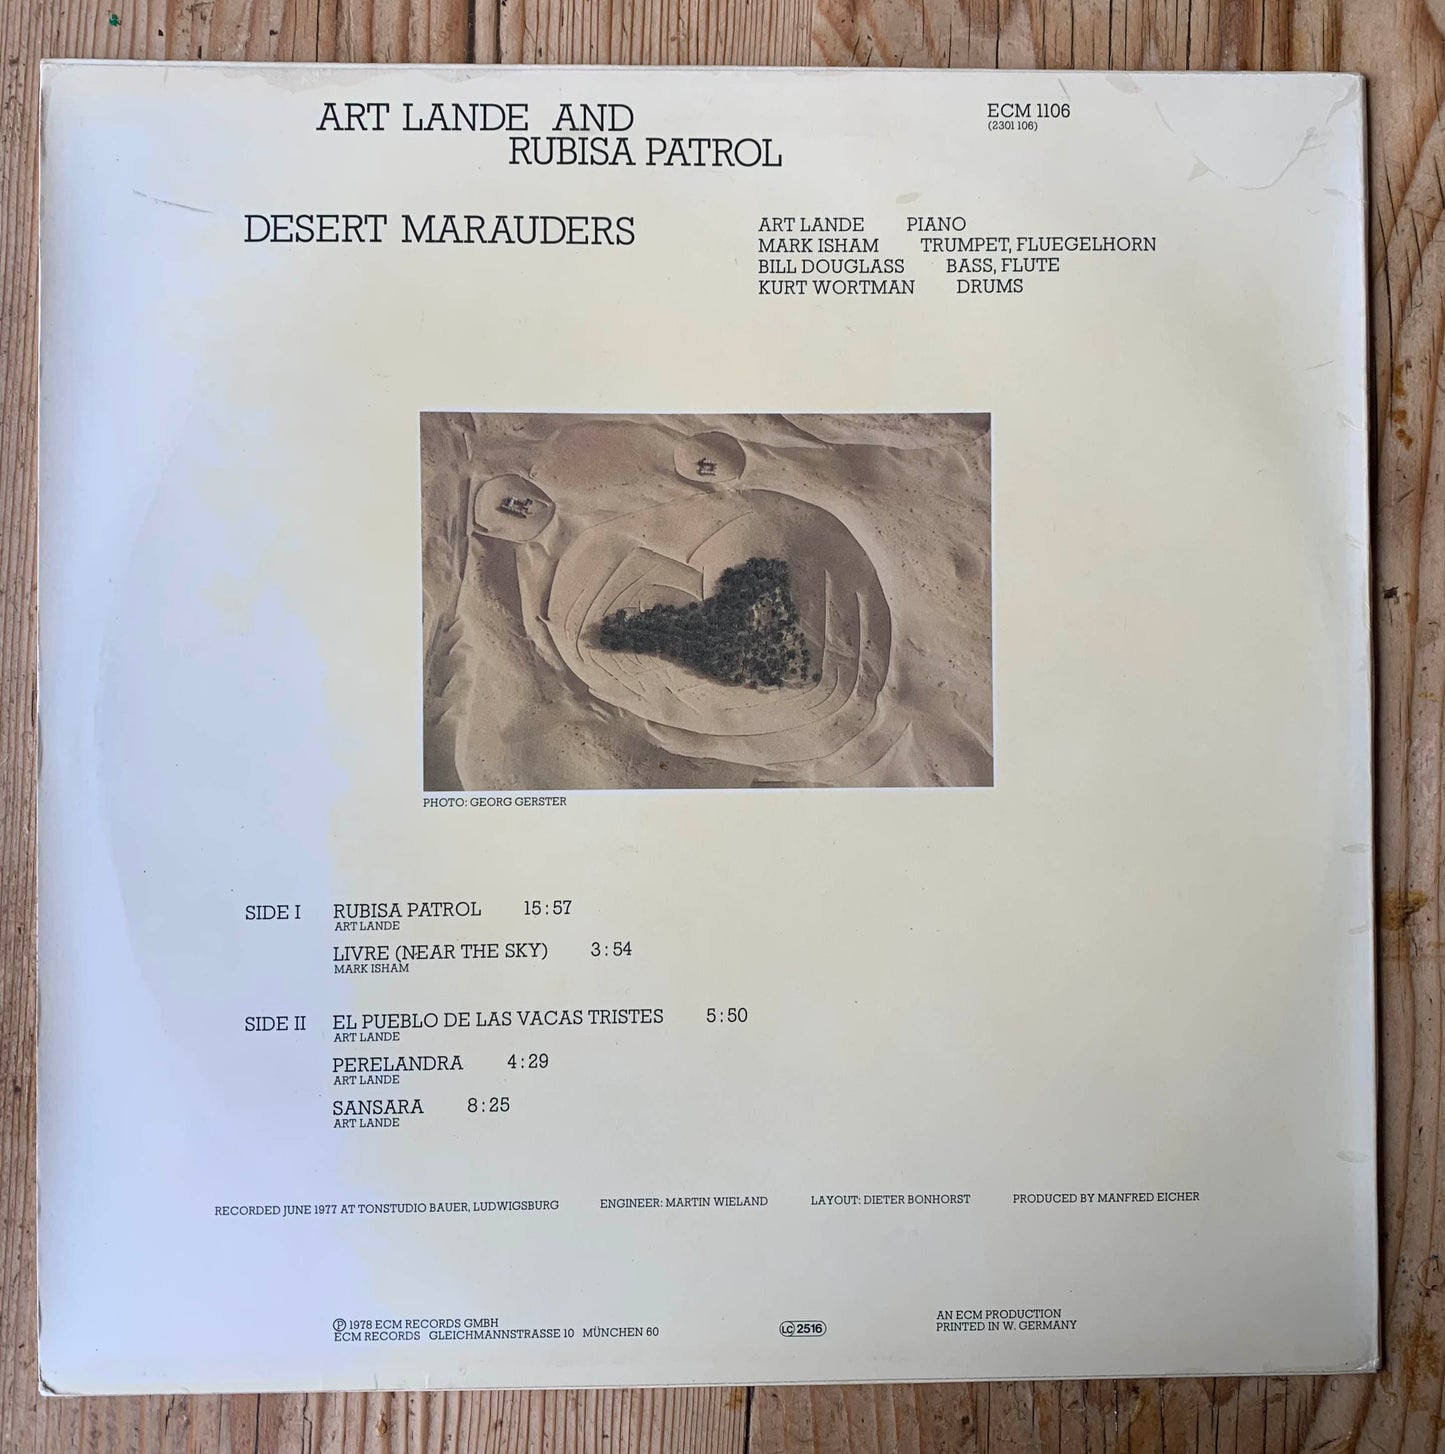 ART LANDE AND
RUBISA PATROL
ECM 1106
(2301 106)
DESERT MARAUDERS
ART LANDE PIANO
MARK ISHAM TRUMPET, FLUEGELHORN
BILL DOUGLASS BASS, FLUTE
KURT WORTMAN DRUMS
PHOTO: GEORG GERSTER
SIDE I RUBISA PATROL 15:57
ART LANDE
LIVRE (NEAR THE SKY) 3:54
MARK ISHAM
SIDE II EL PUEBLO DE LAS VACAS TRISTES 5:50
ART LANDE
PERELANDRA 4:29
ART LANDE
SANSARA 8:25
ART LANDE
RECORDED JUNE 1977 AT TONSTUDIO BAUER, LUDWIGSBURG ENGINEER: MARTIN WIELAND LAYOUT: DIETER BONHORST PRODUCED BY MANFRED EICHER
℗ 1978 ECM RECORDS GMBH
ECM RECORDS GLEICHMANNSTRASSE 10 MÜNCHEN 60
LC 2516
AN ECM PRODUCTION
PRINTED IN W. GERMANY